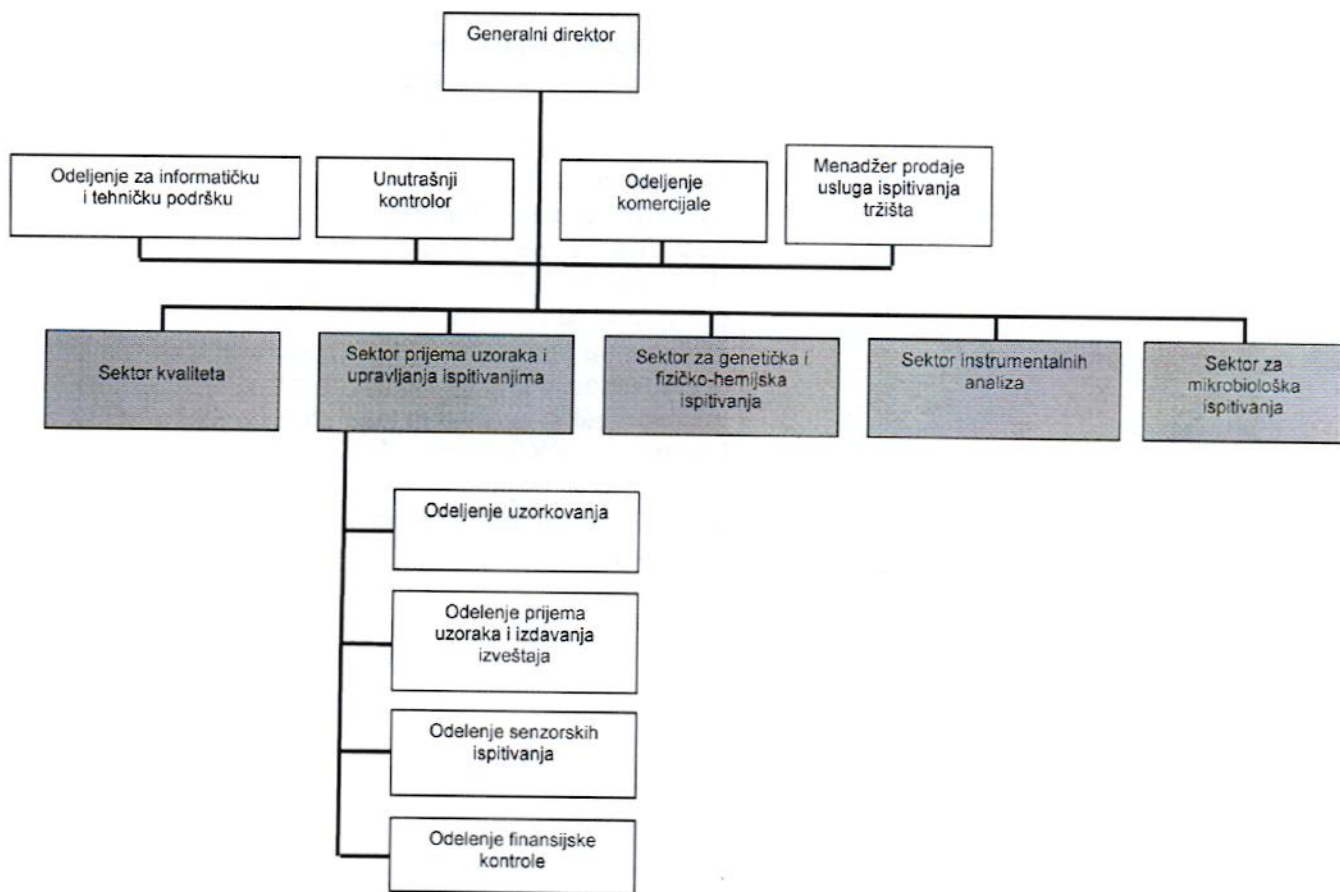 Generalni direktor
Odeljenje za informatičku
i tehničku podršku
Unutrašnji
kontrolor
Odeljenje
komercijale
Menadžer prodaje
usluga ispitivanja
tržišta
Sektor kvaliteta
Sektor prijema uzoraka i
upravljanja ispitivanjima
Sektor za genetička i
fizičko-hemijska
ispitivanja
Sektor instrumentalnih
analiza
Sektor za
mikrobiološka
ispitivanja
Odeljenje uzorkovanja
Odelenje prijema
uzoraka i izdavanja
izveštaja
Odelenje senzorskih
ispitivanja
Odelenje finansijske
kontrole